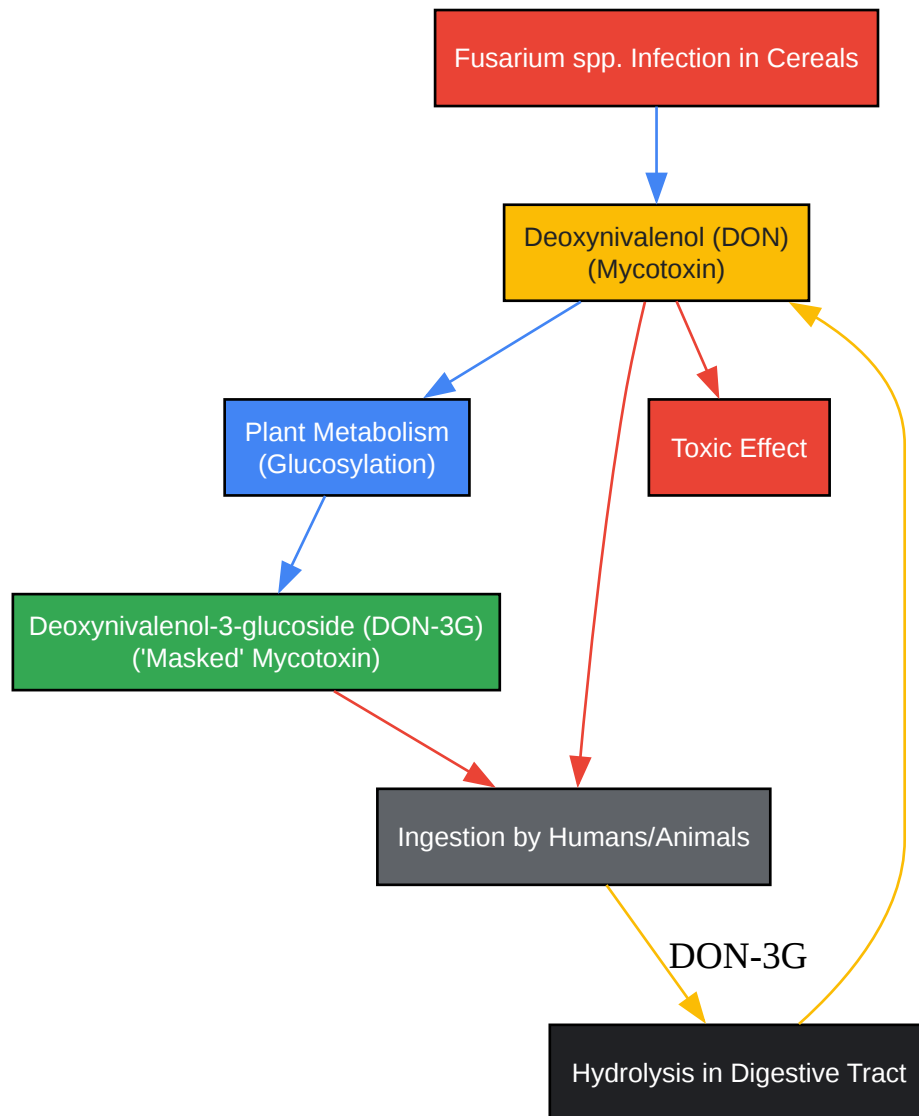 Fusarium spp. Infection in Cereals
Deoxynivalenol (DON)
(Mycotoxin)
Plant Metabolism
(Glucosylation)
Toxic Effect
Deoxynivalenol-3-glucoside (DON-3G)
('Masked' Mycotoxin)
Ingestion by Humans/Animals
DON-3G
Hydrolysis in Digestive Tract